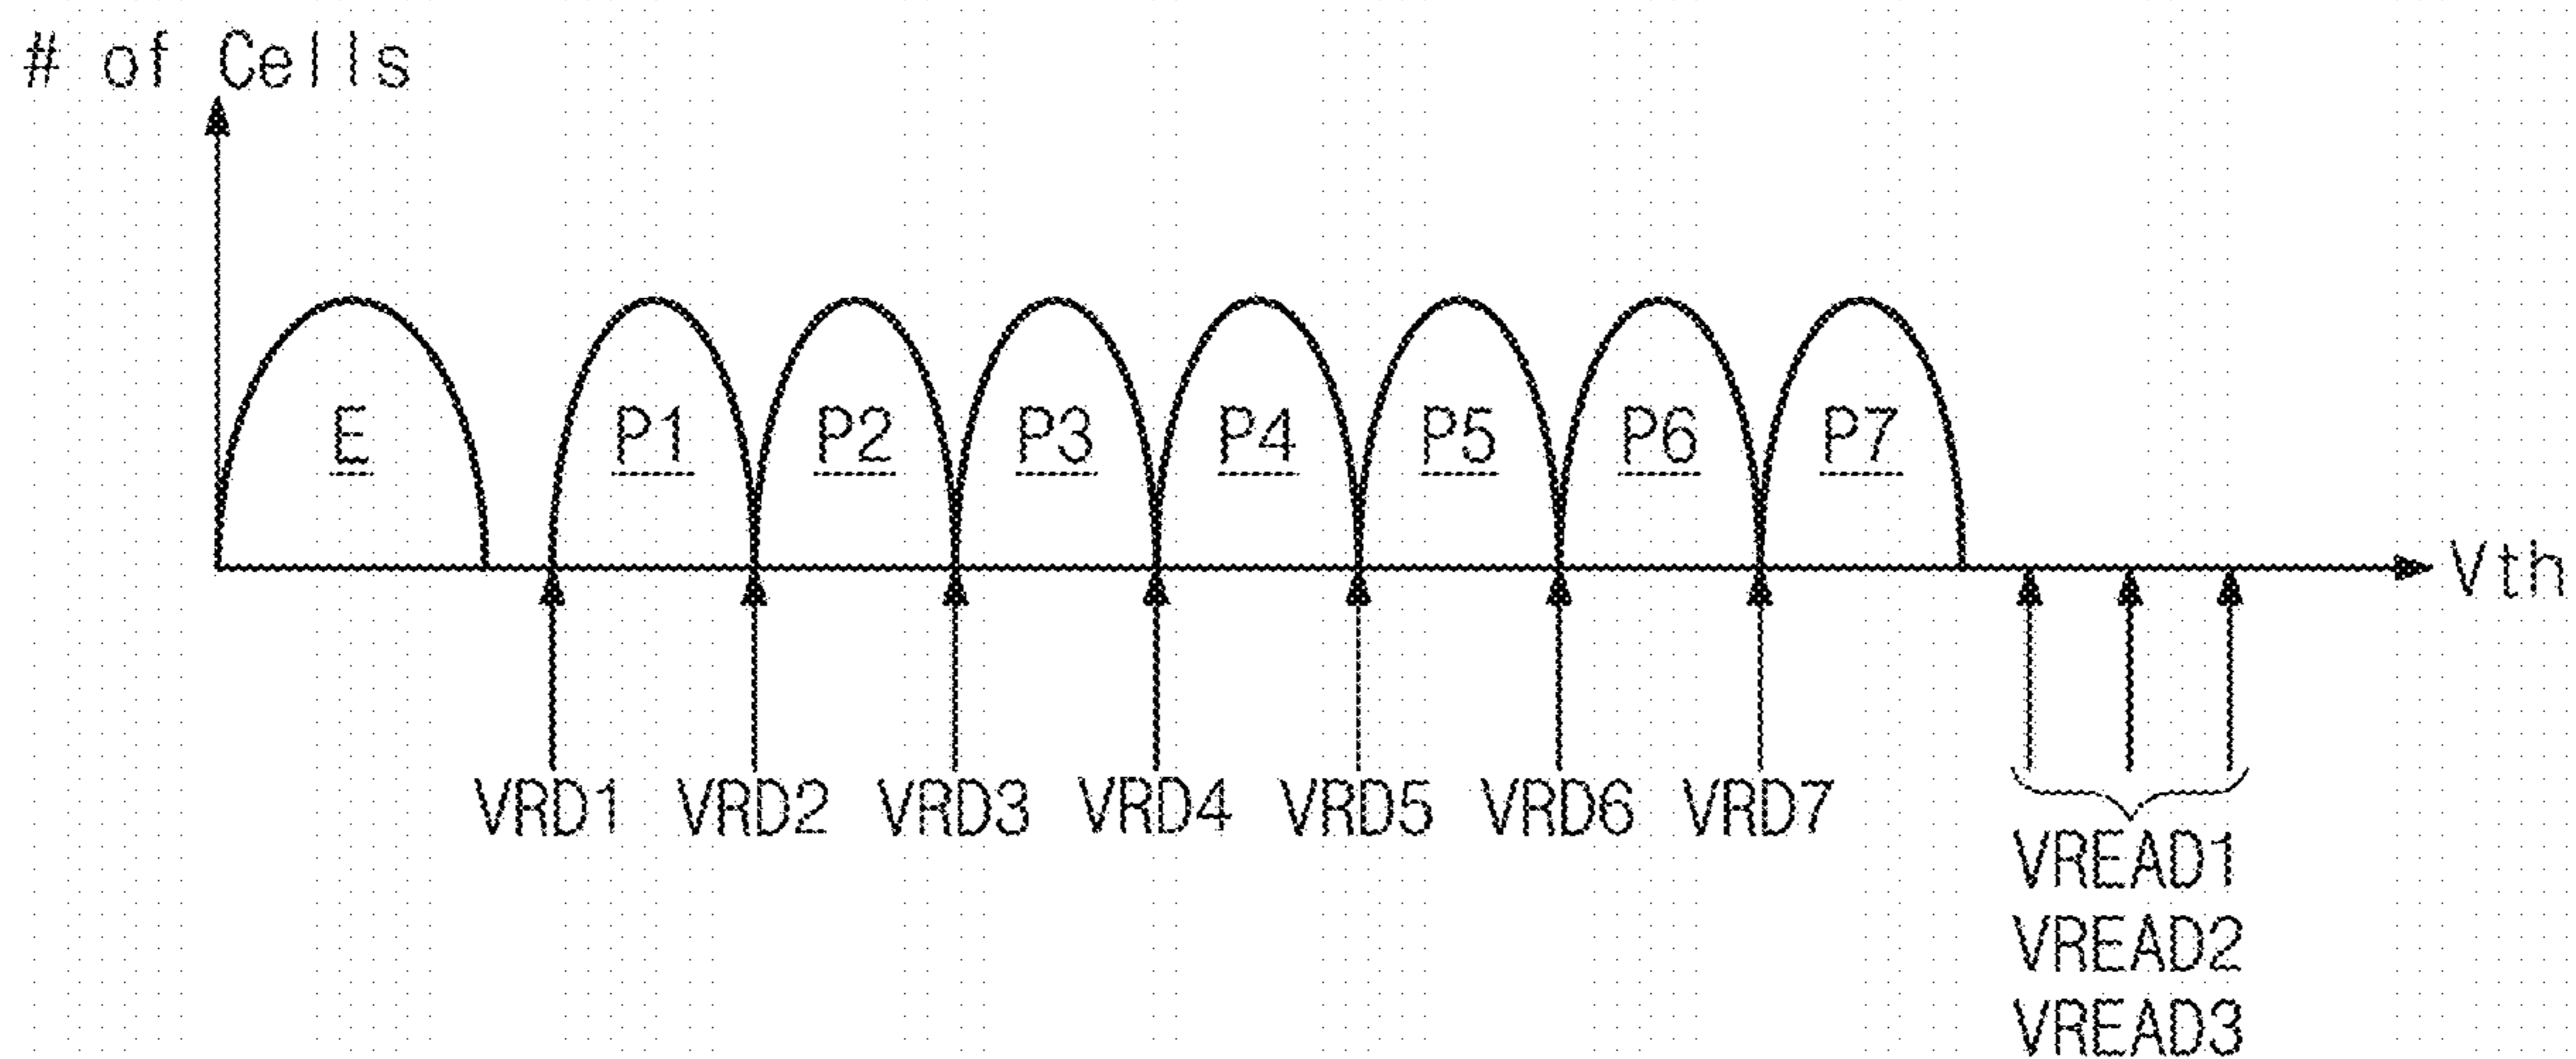 # of Cells
E P1 P2 P3 P4 P5 P6 P7
Vth
VRD1 VRD2 VRD3 VRD4 VRD5 VRD6 VRD7
VREAD1
VREAD2
VREAD3